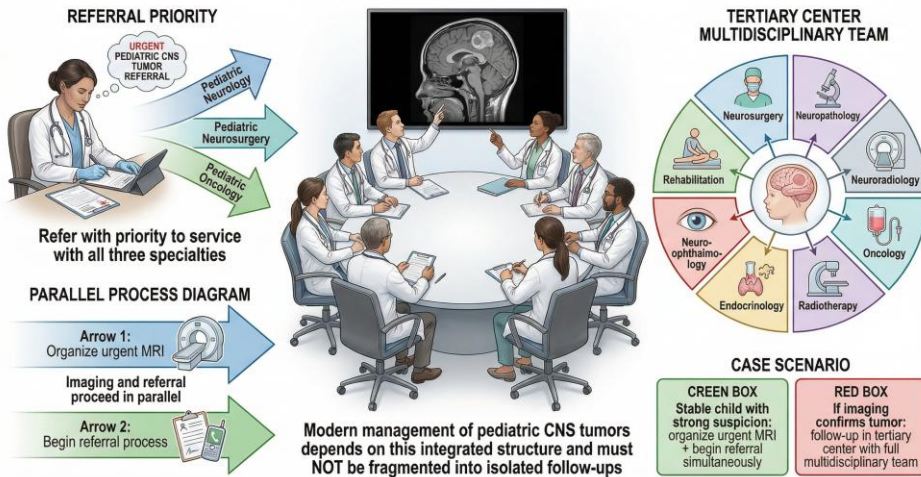 REFERRAL PRIORITY
URGENT
PEDIATRIC CNS
TUMOR
REFERRAL
Pediatric
Neurology
Pediatric
Neurosurgery
Pediatric
Oncology
Refer with priority to service
with all three specialties
PARALLEL PROCESS DIAGRAM
Arrow 1:
Organize urgent MRI
Imaging and referral
proceed in parallel
Arrow 2:
Begin referral process
Modern management of pediatric CNS tumors
depends on this integrated structure and must
NOT be fragmented into isolated follow-ups
TERTIARY CENTER
MULTIDISCIPLINARY TEAM
Neurosurgery
Neuropathology
Rehabilitation
Neuroradiology
Neuro-
ophthaimo-
logy
Oncology
Endocrinology
Radiotherapy
CASE SCENARIO
CREEN BOX
Stable child with
strong suspicion:
organize urgent MRI
+ begin referral
simultaneously
RED BOX
If imaging
confirms tumor:
follow-up in tertiary
center with full
multidisciplinary team